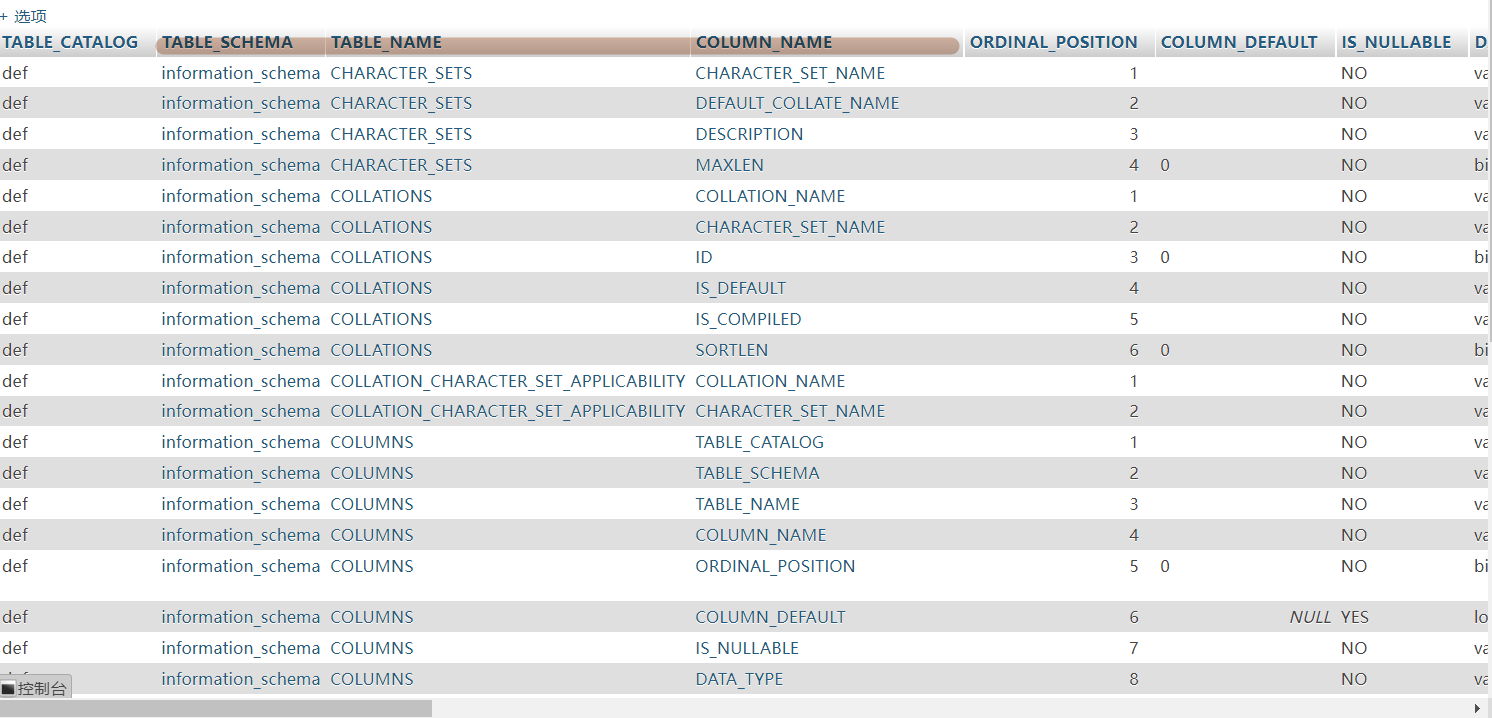 + 选项
TABLE_CATALOG TABLE_SCHEMA TABLE_NAME COLUMN_NAME ORDINAL_POSITION COLUMN_DEFAULT IS_NULLABLE D
def information_schema CHARACTER_SETS CHARACTER_SET_NAME 1 NO va
def information_schema CHARACTER_SETS DEFAULT_COLLATE_NAME 2 NO va
def information_schema CHARACTER_SETS DESCRIPTION 3 NO va
def information_schema CHARACTER_SETS MAXLEN 4 0 NO bi
def information_schema COLLATIONS COLLATION_NAME 1 NO va
def information_schema COLLATIONS CHARACTER_SET_NAME 2 NO va
def information_schema COLLATIONS ID 3 0 NO bi
def information_schema COLLATIONS IS_DEFAULT 4 NO va
def information_schema COLLATIONS IS_COMPILED 5 NO va
def information_schema COLLATIONS SORTLEN 6 0 NO bi
def information_schema COLLATION_CHARACTER_SET_APPLICABILITY COLLATION_NAME 1 NO va
def information_schema COLLATION_CHARACTER_SET_APPLICABILITY CHARACTER_SET_NAME 2 NO va
def information_schema COLUMNS TABLE_CATALOG 1 NO va
def information_schema COLUMNS TABLE_SCHEMA 2 NO va
def information_schema COLUMNS TABLE_NAME 3 NO va
def information_schema COLUMNS COLUMN_NAME 4 NO va
def information_schema COLUMNS ORDINAL_POSITION 5 0 NO bi
def information_schema COLUMNS COLUMN_DEFAULT 6 NULL YES lo
def information_schema COLUMNS IS_NULLABLE 7 NO va
information_schema COLUMNS DATA_TYPE 8 NO va
控制台